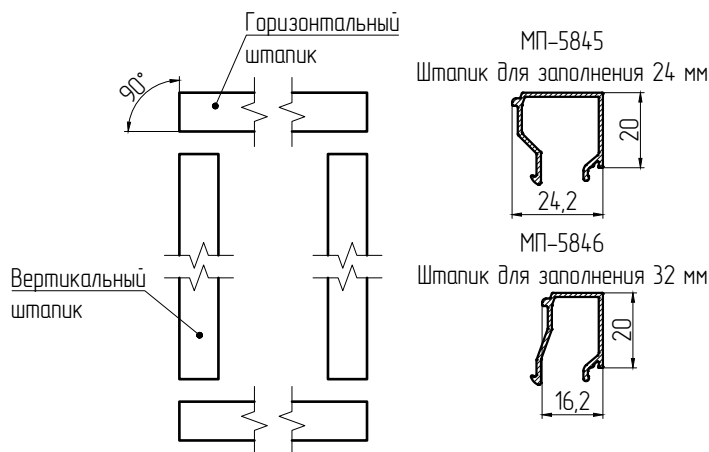 Горизонтальный
штапик
90°
Вертикальный
штапик
МП-5845
Штапик для заполнения 24 мм
20
24,2
МП-5846
Штапик для заполнения 32 мм
20
16,2